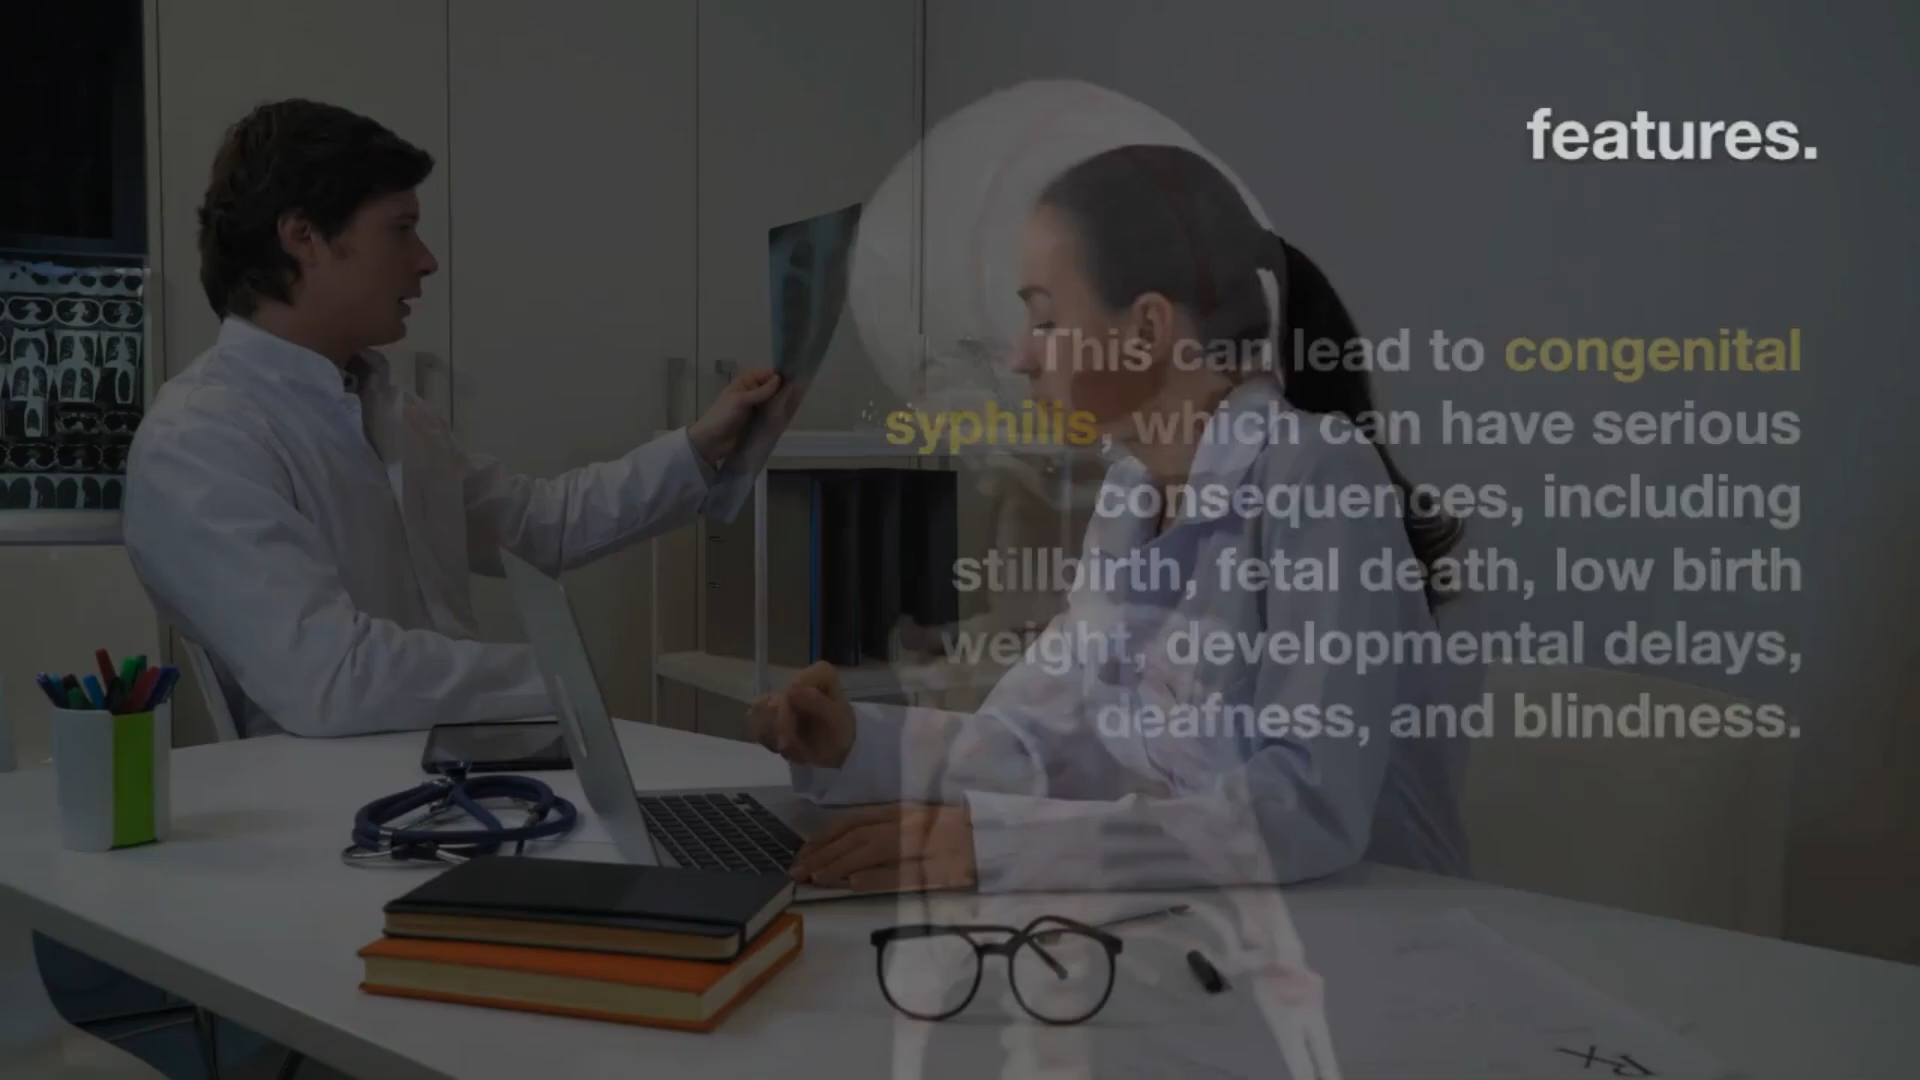 features.
This can lead to congenital
syphilis, which can have serious
consequences, including
stillbirth, fetal death, low birth
weight, developmental delays,
deafness, and blindness.